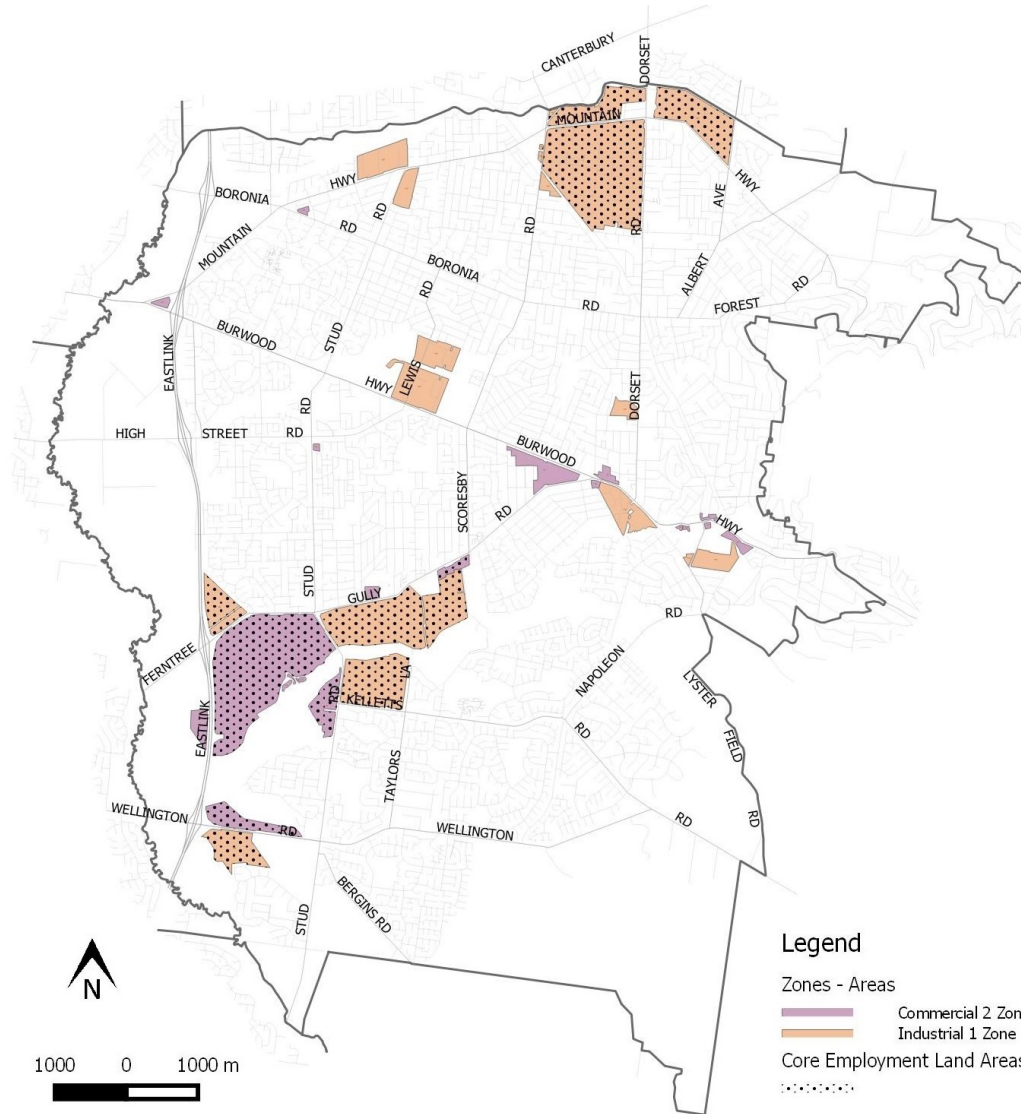 CANTERBURY
DORSET
MOUNTAIN
HWY
HWY
BORONIA
RD
AVE
RD
RD
RD
MOUNTAIN
BORONIA
ALBERT
RD
RD
RD
FOREST
BURWOOD
STUD
EASTLINK
LEWIS
HWY
DORSET
RD
HIGH
STREET
RD
BURWOOD
SCORESBY
RD
HWY
STUD
GULLY
RD
FERNTREE
NAPOLEON
LA
LYSTER
RD
KELLETTS
FIELD
EASTLINK
RD
TAYLORS
WELLINGTON
RD
WELLINGTON
RD
RD
BERGINS RD
STUD
N
Legend
Zones - Areas
Commercial 2 Zon
Industrial 1 Zone
Core Employment Land Areas
1000 0 1000 m